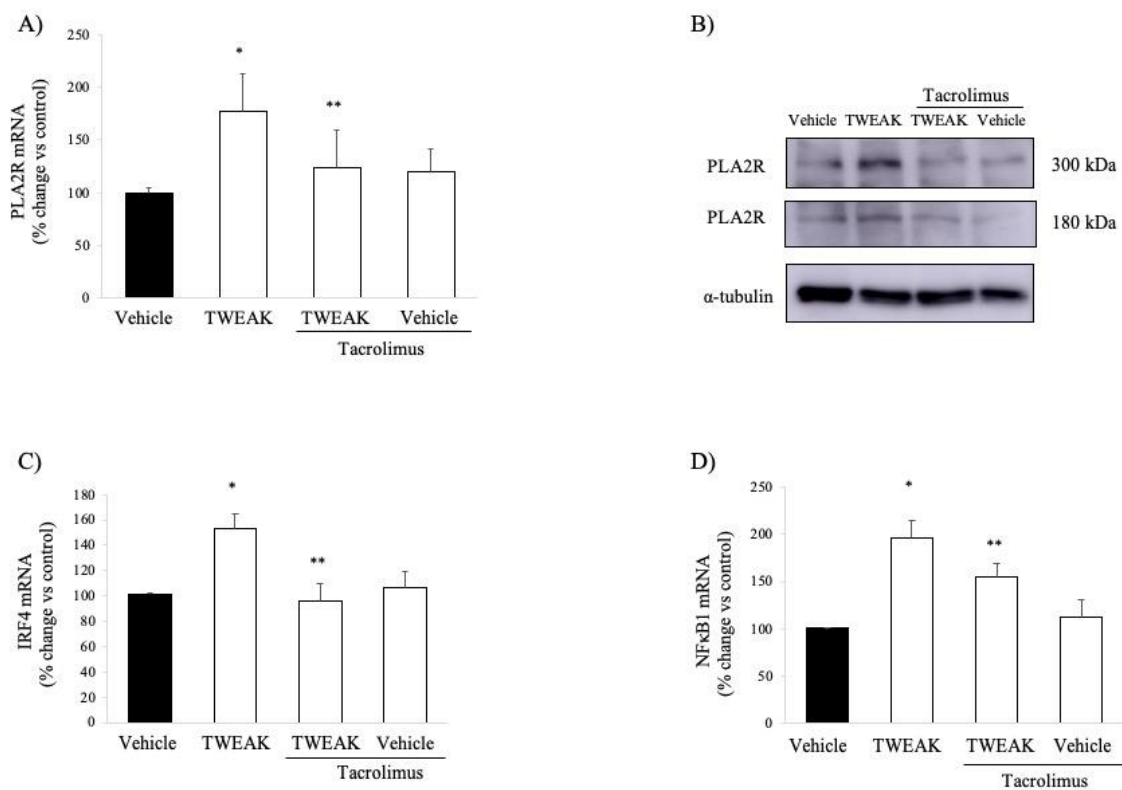 A)
PLA2R mRNA
(% change vs control)
250
200
150
100
50
0
*
**
Vehicle TWEAK TWEAK Vehicle
Tacrolimus
B)
Tacrolimus
Vehicle TWEAK TWEAK Vehicle
PLA2R 300 kDa
PLA2R 180 kDa
α-tubulin
C)
IRF4 mRNA
(% change vs control)
180
160
140
120
100
80
60
40
20
0
*
**
Vehicle TWEAK TWEAK Vehicle
Tacrolimus
D)
NFκB1 mRNA
(% change vs control)
250
200
150
100
50
0
*
**
Vehicle TWEAK TWEAK Vehicle
Tacrolimus